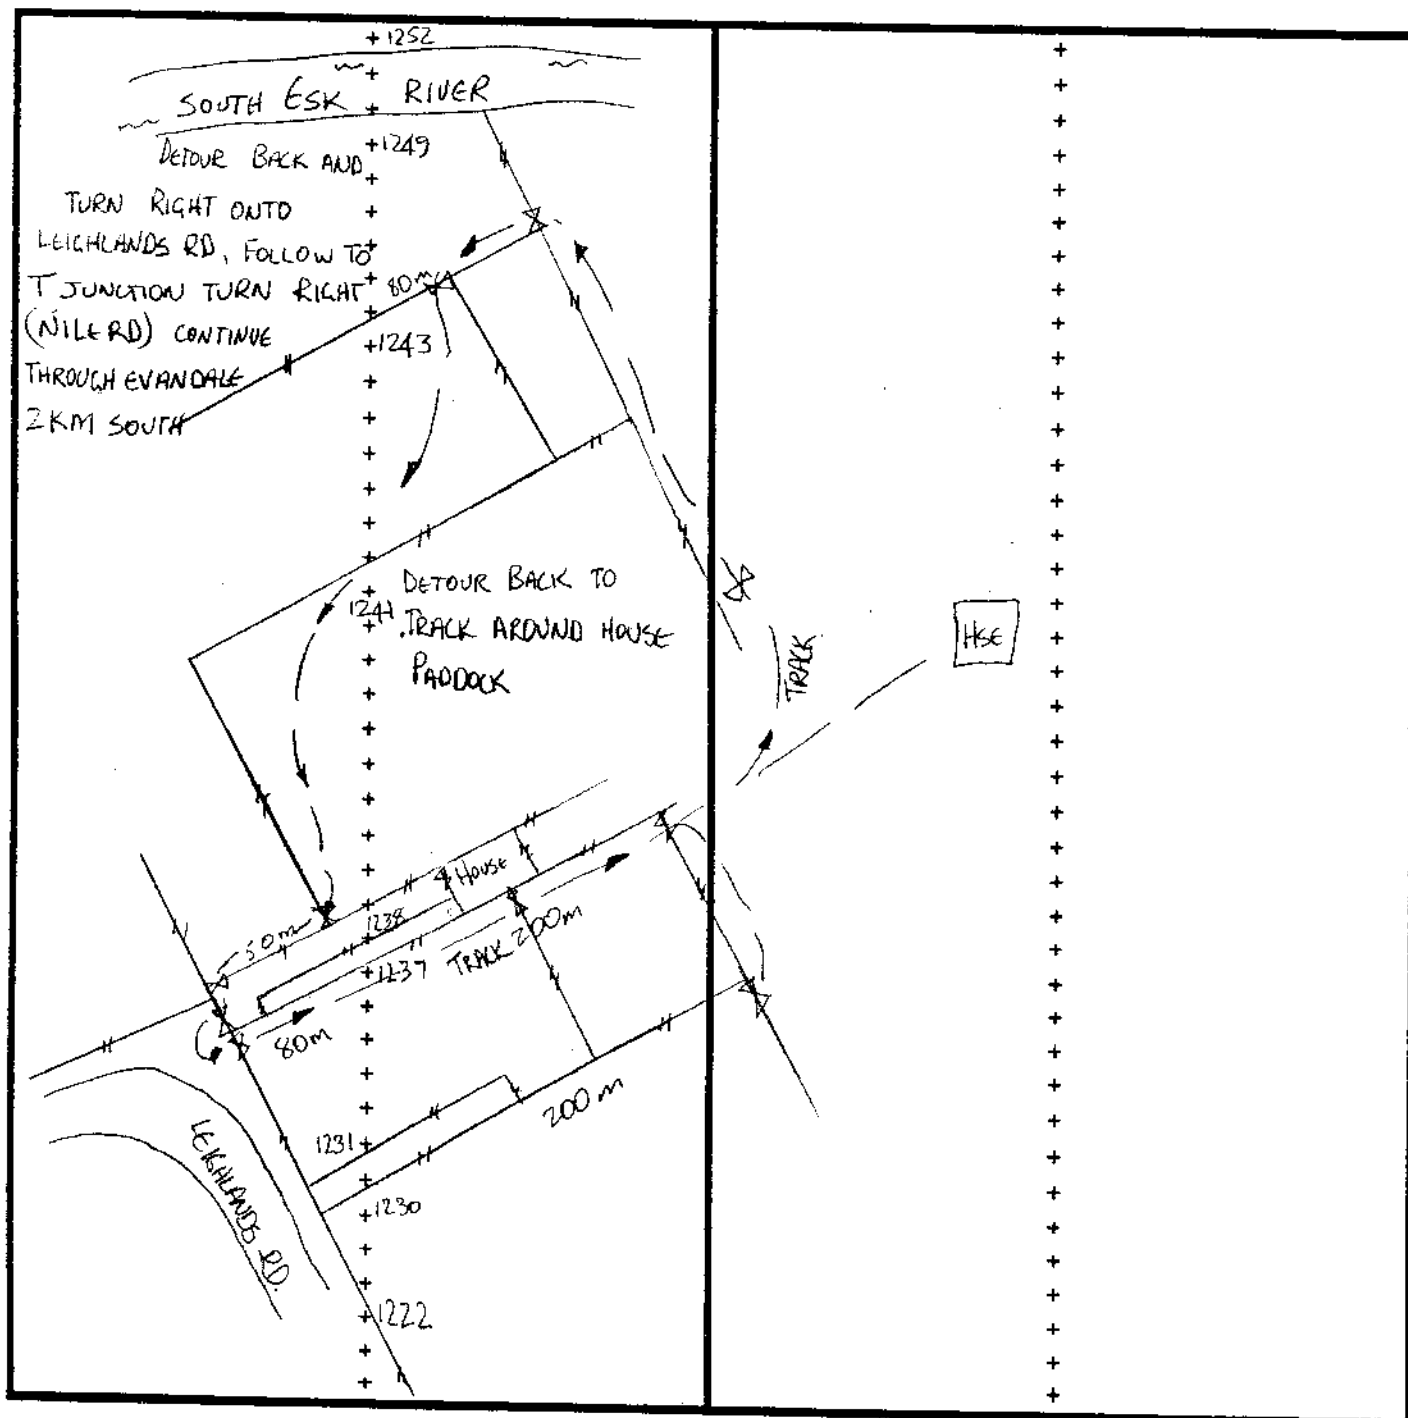 1252
SOUTH ESK RIVER
1249
DETOUR BACK AND
TURN RIGHT ONTO
LEIGHLANDS RD, FOLLOW TO
T JUNCTION TURN RIGHT
(NILE RD) CONTINUE
THROUGH EVANDALE
2KM SOUTH
80m
1243
1241
DETOUR BACK TO
TRACK AROUND HOUSE
PADDOCK
TRACK
HSE
HOUSE
1238
50m
1237
TRACK 200m
80m
200m
1231
1230
LEIGHLANDS RD.
1222